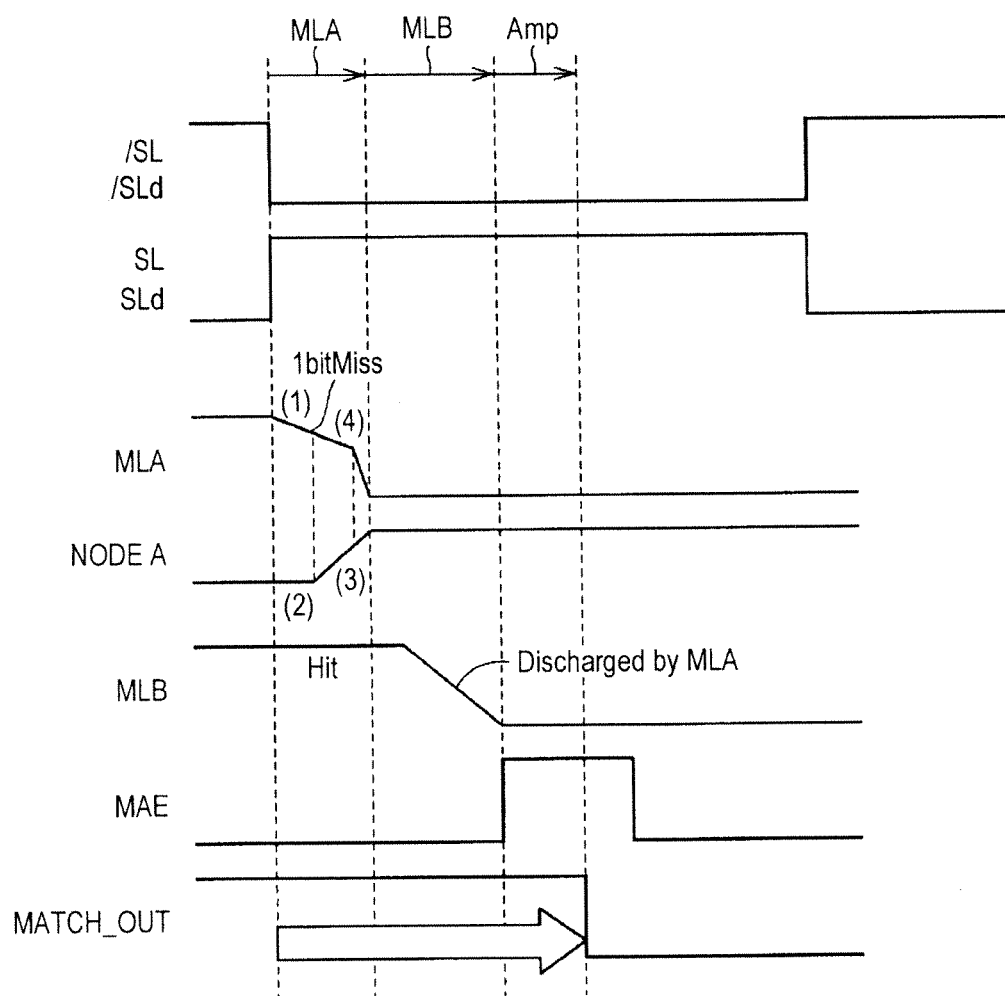 MLA MLB Amp
/SL
/SLd
SL
SLd
1bitMiss
(1)
(4)
MLA
NODE A
(3)
(2)
Hit
Discharged by MLA
MLB
MAE
MATCH_OUT